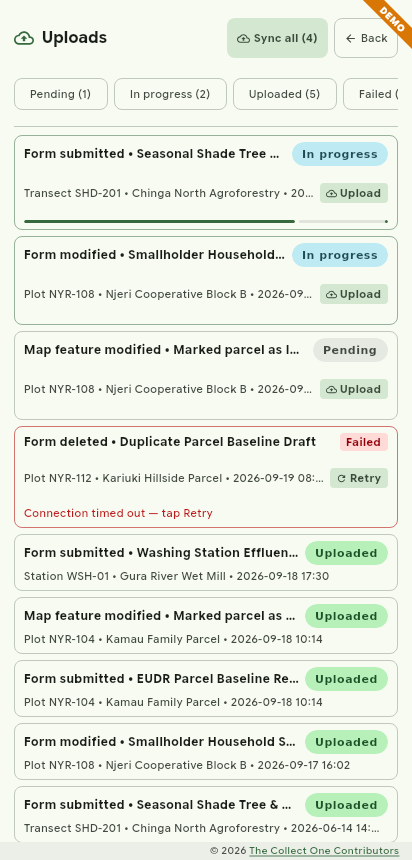 DEMO
Uploads
Sync all (4)
← Back
Pending (1)
In progress (2)
Uploaded (5)
Failed (
Form submitted • Seasonal Shade Tree ...
In progress
Transect SHD-201 • Chinga North Agroforestry • 20...
Upload
Form modified • Smallholder Household...
In progress
Plot NYR-108 • Njeri Cooperative Block B • 2026-09...
Upload
Map feature modified • Marked parcel as l...
Pending
Plot NYR-108 • Njeri Cooperative Block B • 2026-09...
Upload
Form deleted • Duplicate Parcel Baseline Draft
Failed
Plot NYR-112 • Kariuki Hillside Parcel • 2026-09-19 08:...
Retry
Connection timed out — tap Retry
Form submitted • Washing Station Effluen...
Uploaded
Station WSH-01 • Gura River Wet Mill • 2026-09-18 17:30
Map feature modified • Marked parcel as ...
Uploaded
Plot NYR-104 • Kamau Family Parcel • 2026-09-18 10:14
Form submitted • EUDR Parcel Baseline Re...
Uploaded
Plot NYR-104 • Kamau Family Parcel • 2026-09-18 10:14
Form modified • Smallholder Household S...
Uploaded
Plot NYR-108 • Njeri Cooperative Block B • 2026-09-17 16:02
Form submitted • Seasonal Shade Tree & ...
Uploaded
Transect SHD-201 • Chinga North Agroforestry • 2026-06-14 14:...
© 2026 The Collect One Contributors